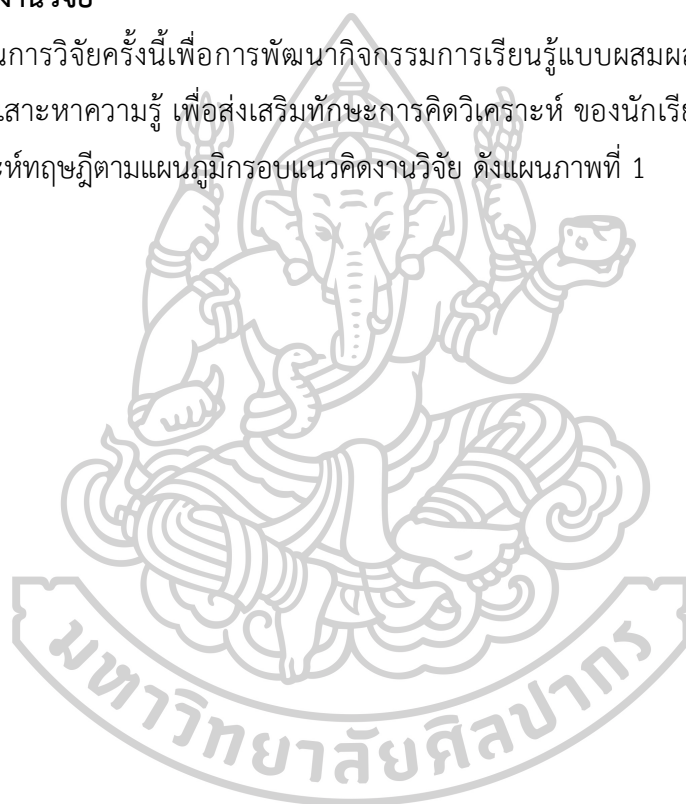 งานวิจัย
นการวิจัยครั้งนี้เพื่อการพัฒนากิจกรรมการเรียนรู้แบบผสมผส
เสาะหาความรู้ เพื่อส่งเสริมทักษะการคิดวิเคราะห์ ของนักเรีย
ะห์ทฤษฎีตามแผนภูมิกรอบแนวคิดงานวิจัย ดังแผนภาพที่ 1
มหาวิทยาลัยศิลปากร